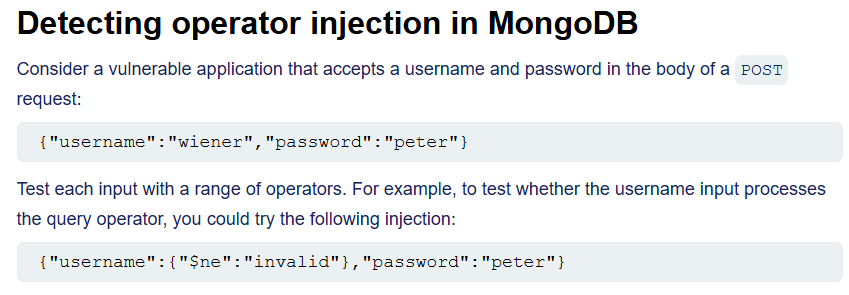 Detecting operator injection in MongoDB
Consider a vulnerable application that accepts a username and password in the body of a POST
request:
{"username":"wiener","password":"peter"}
Test each input with a range of operators. For example, to test whether the username input processes
the query operator, you could try the following injection:
{"username":{"$ne":"invalid"},"password":"peter"}